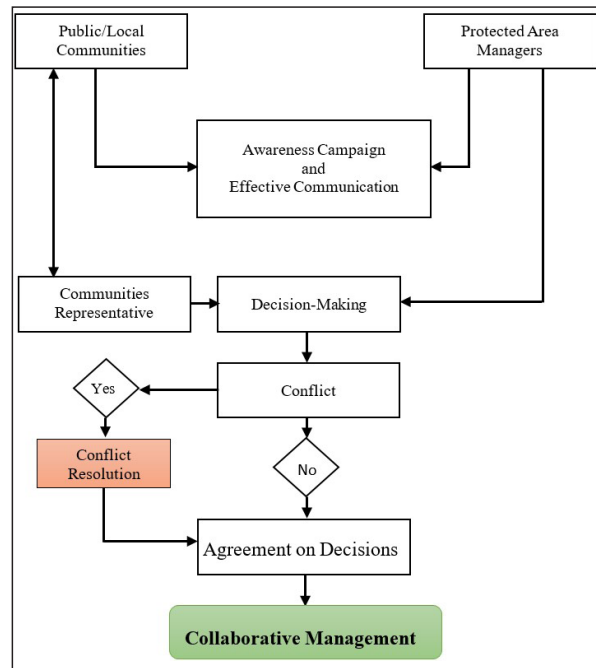 Public/Local
Communities
Protected Area
Managers
Awareness Campaign
and
Effective Communication
Communities
Representative
Decision-Making
Yes
Conflict
Conflict
Resolution
No
Agreement on Decisions
Collaborative Management